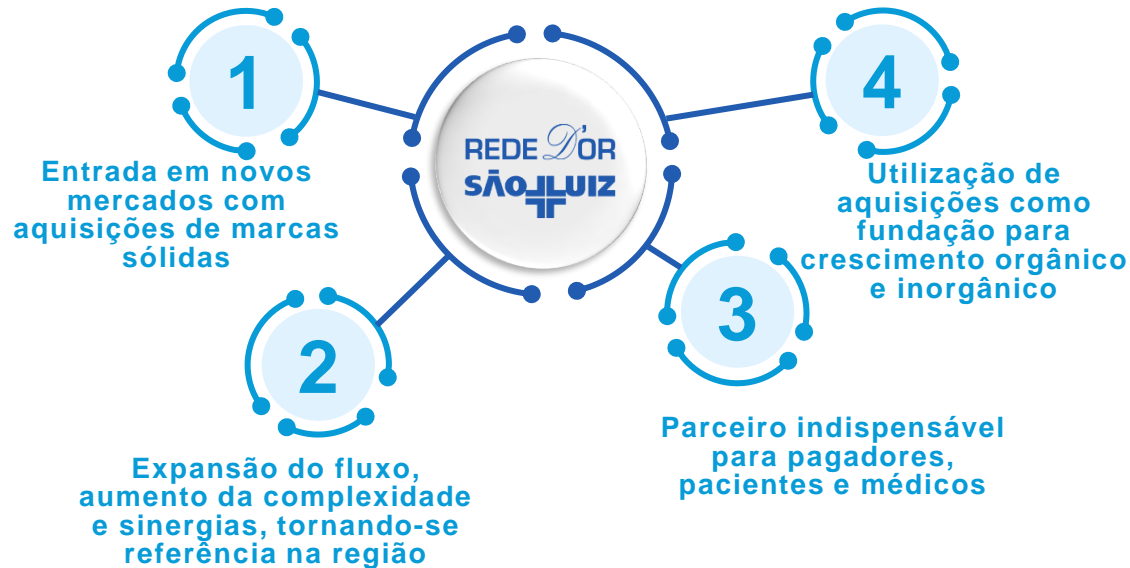 1
Entrada em novos
mercados com
aquisições de marcas
sólidas
2
Expansão do fluxo,
aumento da complexidade
e sinergias, tornando-se
referência na região
REDE D'OR
SÃO LUIZ
3
Parceiro indispensável
para pagadores,
pacientes e médicos
4
Utilização de
aquisições como
fundação para
crescimento orgânico
e inorgânico